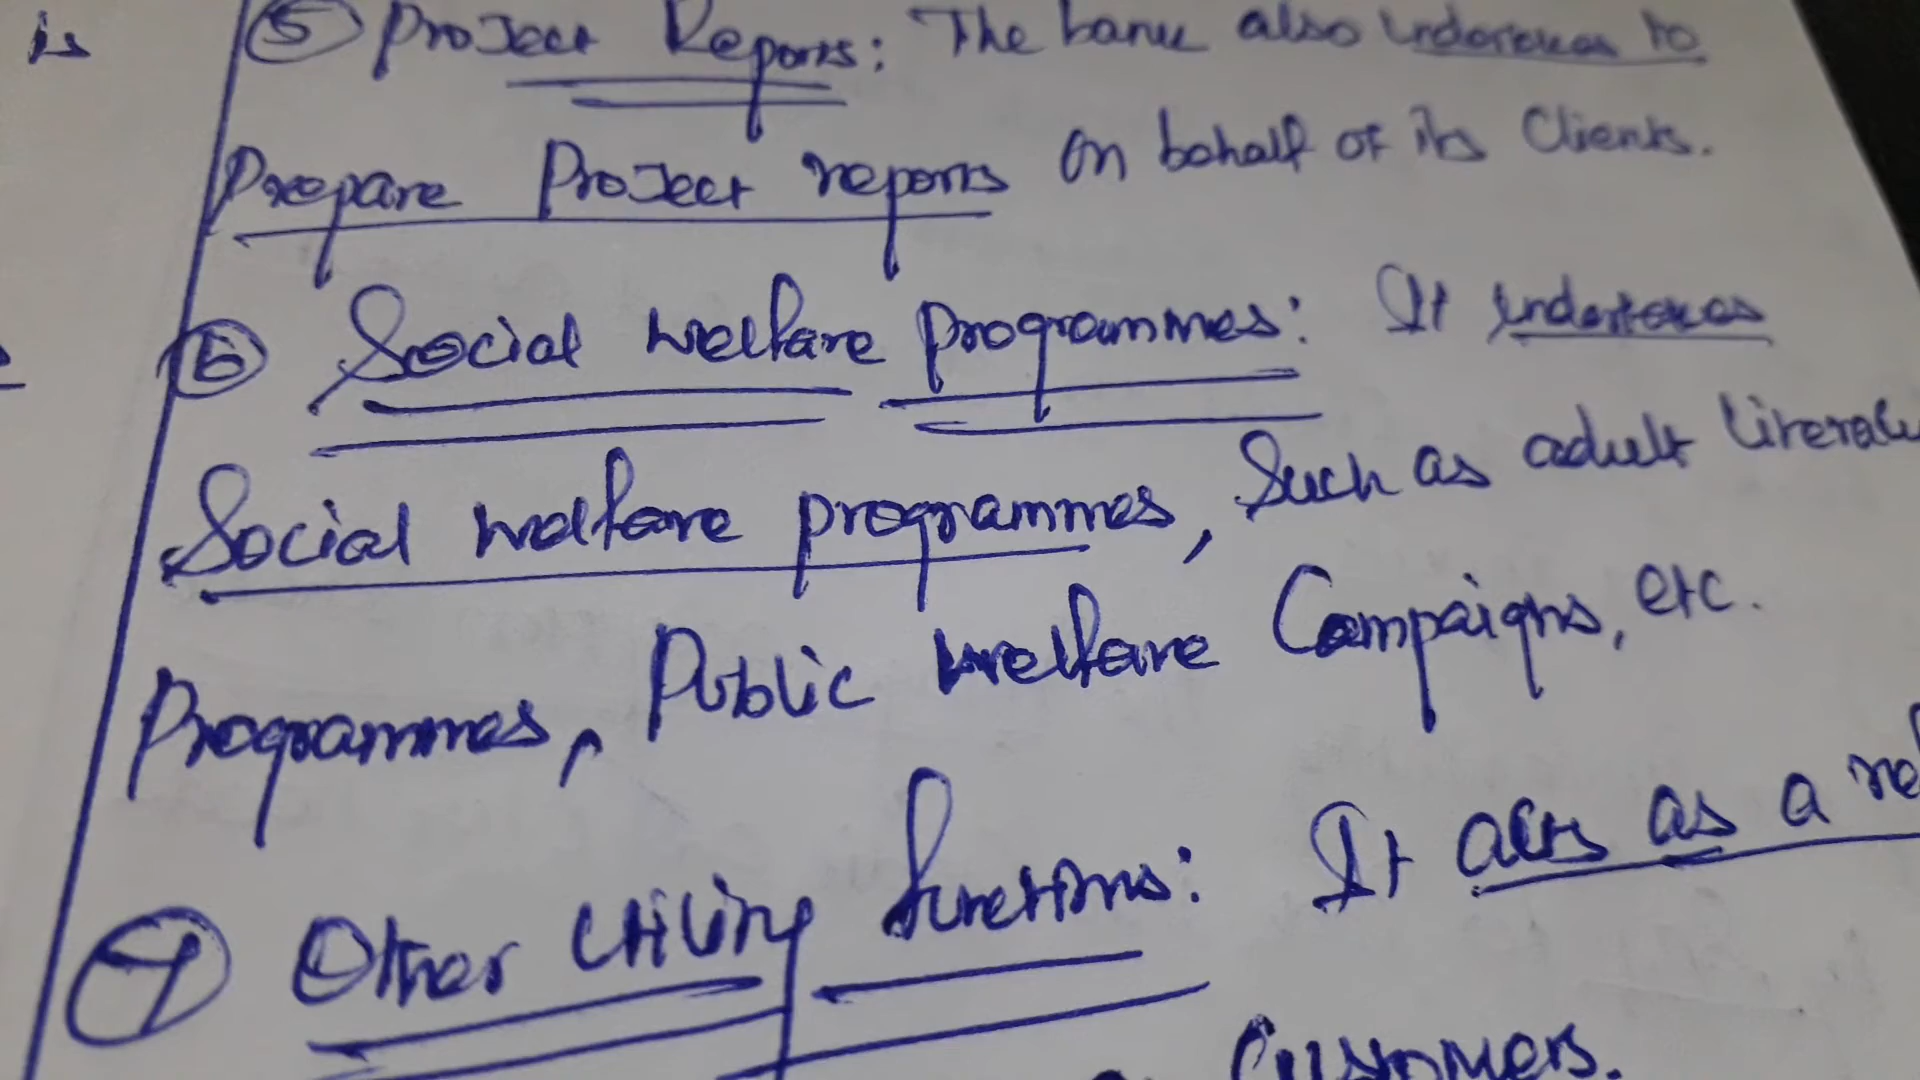 is
⑤ Project Reports: The bank also undertakes to
Prepare Project reports on behalf of its Clients.
⑥ Social welfare programmes: It undertakes
Social welfare programmes, Such as adult
Programmes, Public welfare Campaigns, etc.
⑦ Other Utility functions: It acts as a
Customers.